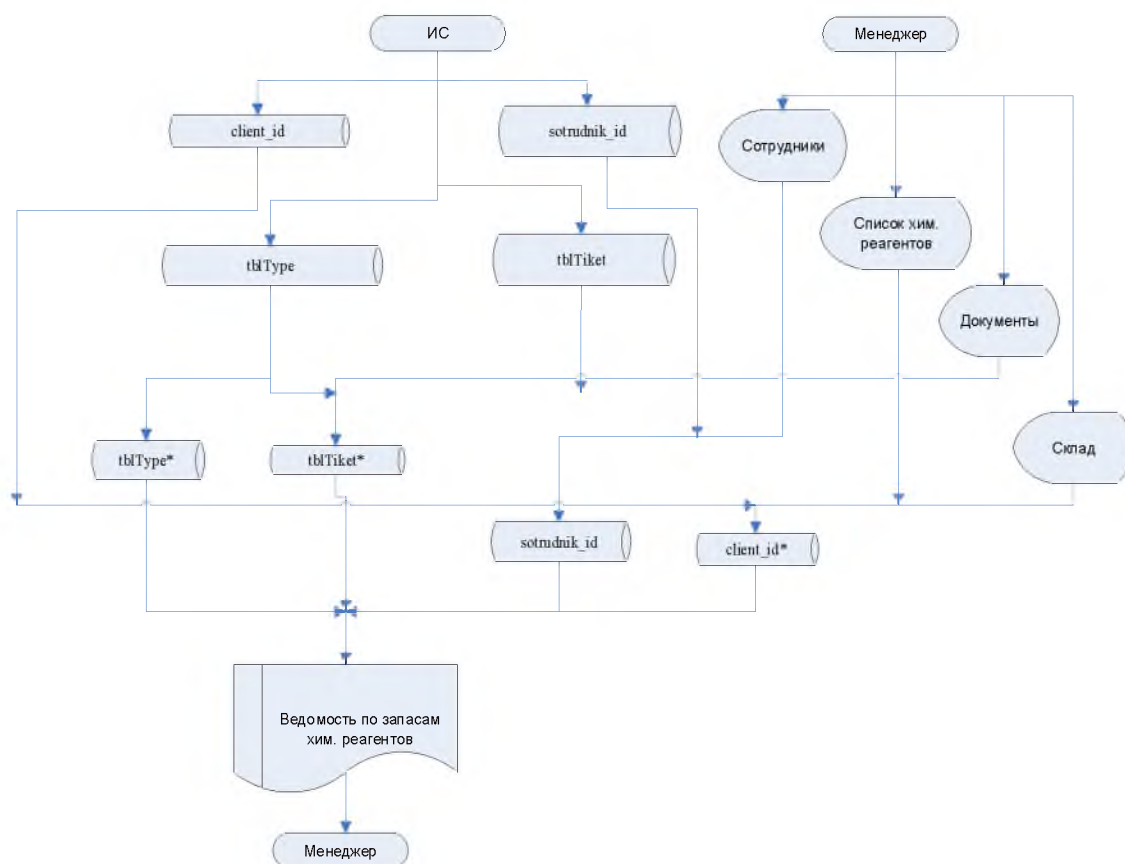 ИС
Менеджер
client_id
sotrudnik_id
Сотрудники
Список хим.
реагентов
tblType
tblTiket
Документы
tblType*
tblTiket*
Склад
sotrudnik_id
client_id*
Ведомость по запасам
хим. реагентов
Менеджер